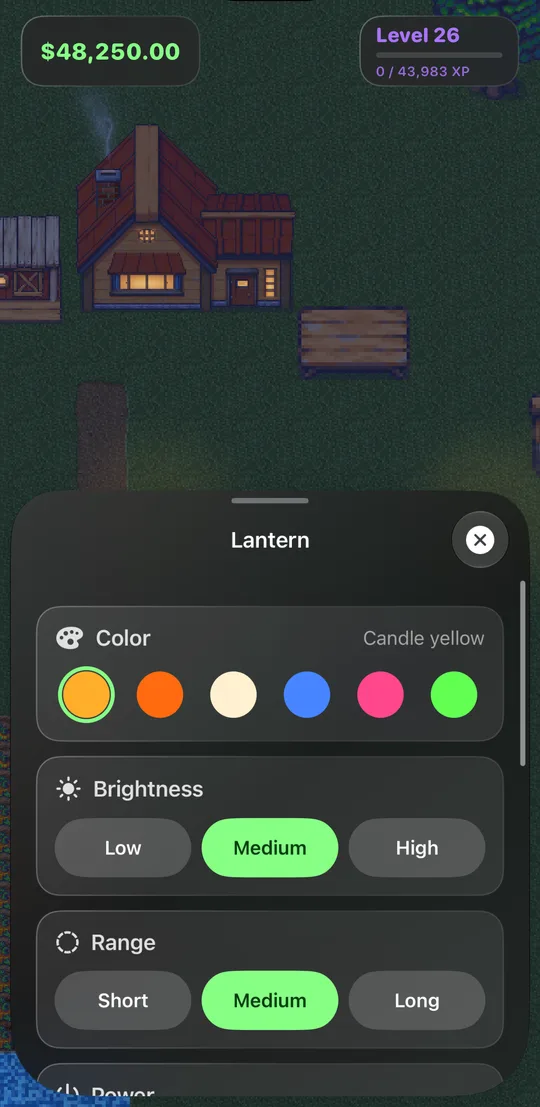 $48,250.00
Level 26
0 / 43,983 XP
Lantern
Color
Candle yellow
Brightness
Low
Medium
High
Range
Short
Medium
Long
Power